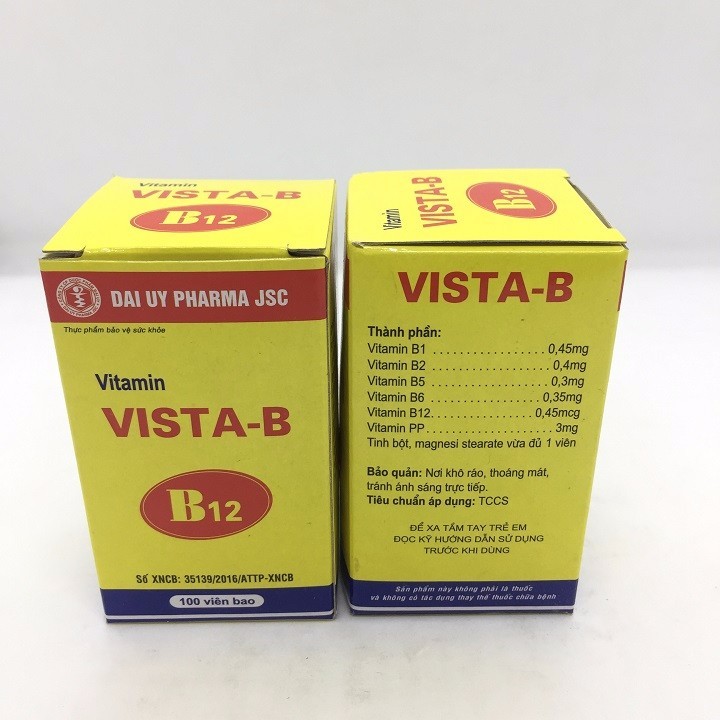 Vitamin
VISTA-B
B12
DAI UY PHARMA JSC
Thực phẩm bảo vệ sức khỏe
Vitamin
VISTA-B
B12
Số XNCB: 35139/2016/ATTP-XNCB
100 viên bao
Vitamin
VISTA-B
B12
VISTA-B
Thành phần:
Vitamin B1 . . . . . . . . . . . . . . . . . . 0,45mg
Vitamin B2 . . . . . . . . . . . . . . . . . . . 0,4mg
Vitamin B5 . . . . . . . . . . . . . . . . . . . 0,3mg
Vitamin B6 . . . . . . . . . . . . . . . . . . 0,35mg
Vitamin B12. . . . . . . . . . . . . . . . . 0,45mcg
Vitamin PP. . . . . . . . . . . . . . . . . . . . 3mg
Tinh bột, magnesi stearate vừa đủ 1 viên
Bảo quản: Nơi khô ráo, thoáng mát,
tránh ánh sáng trực tiếp.
Tiêu chuẩn áp dụng: TCCS
ĐỂ XA TẦM TAY TRẺ EM
ĐỌC KỸ HƯỚNG DẪN SỬ DỤNG
TRƯỚC KHI DÙNG
Sản phẩm này không phải là thuốc
và không có tác dụng thay thế thuốc chữa bệnh